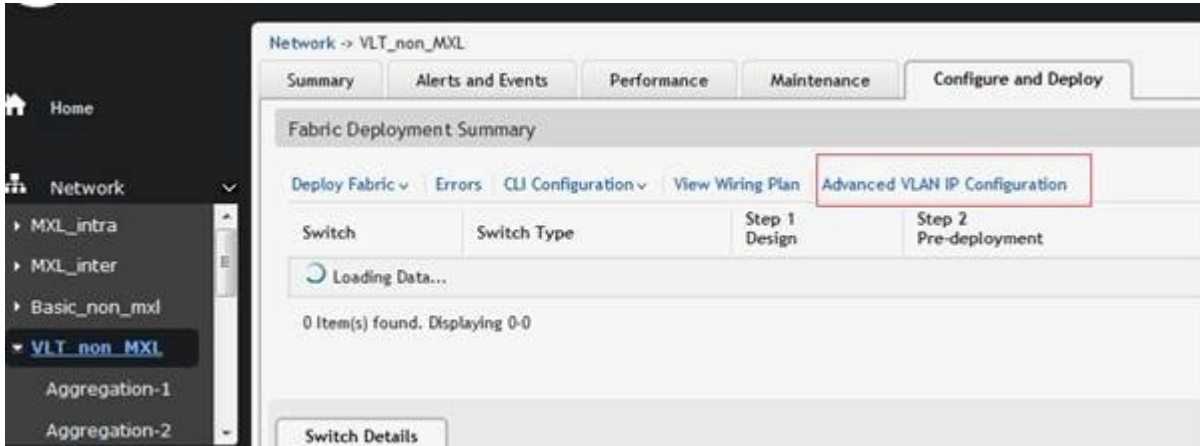 Network -> VLT_non_MXL
Summary
Alerts and Events
Performance
Maintenance
Configure and Deploy
Home
Fabric Deployment Summary
Network
Deploy Fabric
Errors
CLI Configuration
View Wiring Plan
Advanced VLAN IP Configuration
MXL_intra
MXL_inter
Basic_non_mxl
VLT_non_MXL
Aggregation-1
Aggregation-2
Switch
Switch Type
Step 1
Design
Step 2
Pre-deployment
Loading Data...
0 Item(s) found. Displaying 0-0
Switch Details